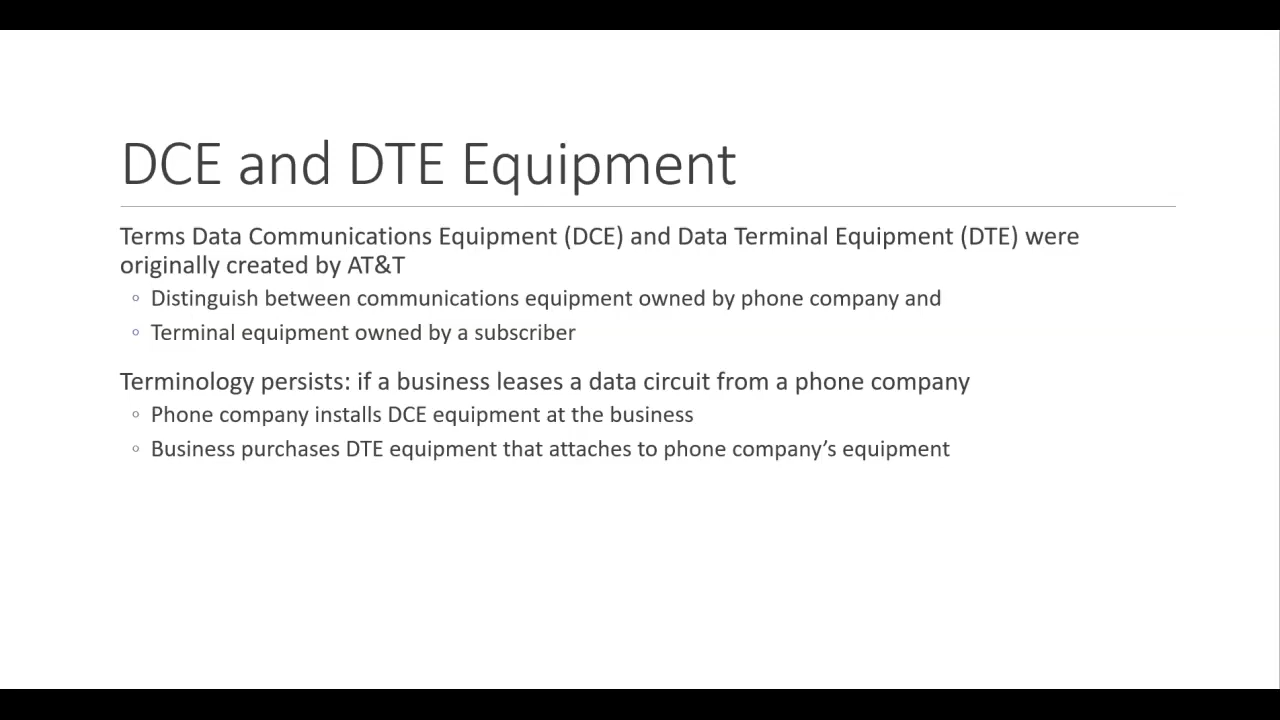 DCE and DTE Equipment
Terms Data Communications Equipment (DCE) and Data Terminal Equipment (DTE) were
originally created by AT&T
◦ Distinguish between communications equipment owned by phone company and
◦ Terminal equipment owned by a subscriber
Terminology persists: if a business leases a data circuit from a phone company
◦ Phone company installs DCE equipment at the business
◦ Business purchases DTE equipment that attaches to phone company’s equipment